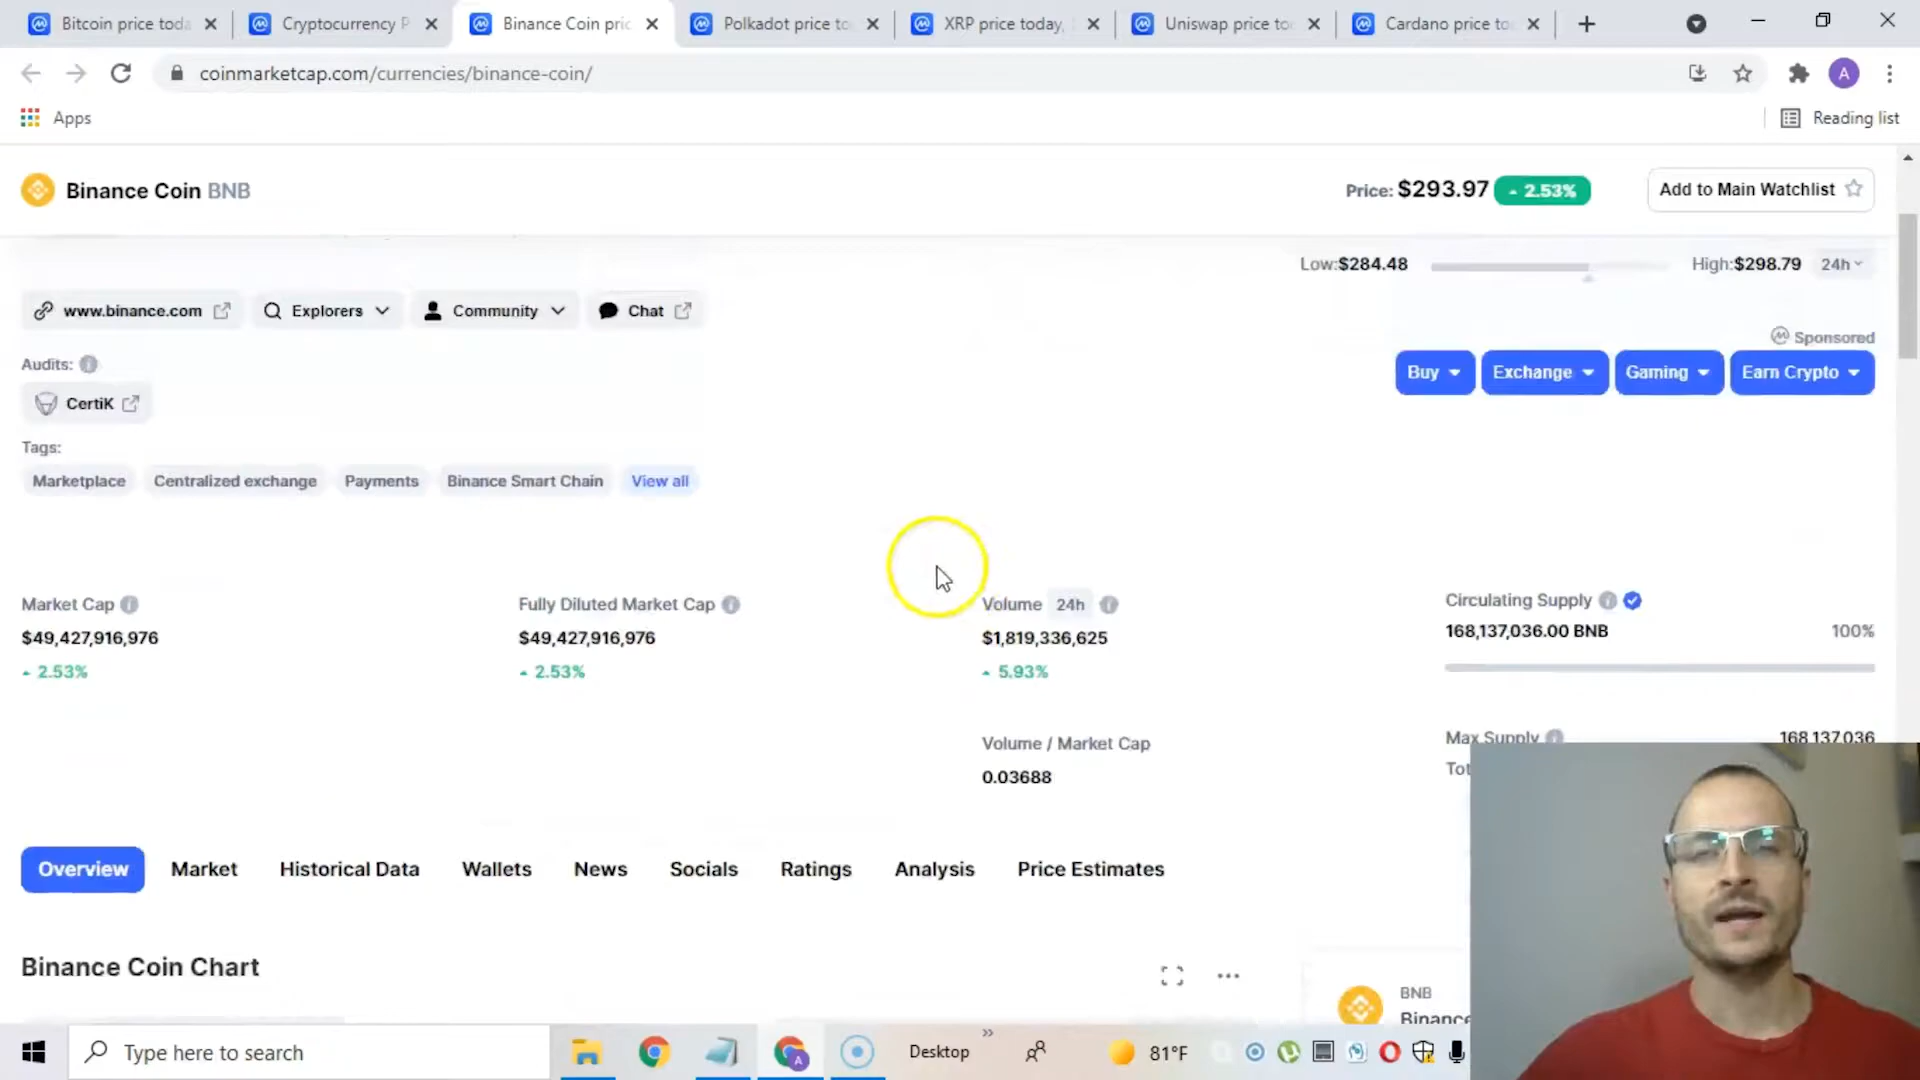 Bitcoin price toda
Cryptocurrency P
Binance Coin pric
Polkadot price to
XRP price today,
Uniswap price to
Cardano price to
coinmarketcap.com/currencies/binance-coin/
A
Apps
Reading list
Binance Coin BNB
Price: $293.97 2.53%
Add to Main Watchlist
Low:$284.48
High:$298.79
24h
www.binance.com
Explorers
Community
Chat
Sponsored
Audits:
Buy
Exchange
Gaming
Earn Crypto
CertiK
Tags:
Marketplace
Centralized exchange
Payments
Binance Smart Chain
View all
Market Cap
$49,427,916,976
2.53%
Fully Diluted Market Cap
$49,427,916,976
2.53%
Volume 24h
$1,819,336,625
5.93%
Volume / Market Cap
0.03688
Circulating Supply
168,137,036.00 BNB
100%
Max Supply
168,137,036
Tot
Overview
Market
Historical Data
Wallets
News
Socials
Ratings
Analysis
Price Estimates
Binance Coin Chart
BNB
Binance
Type here to search
A
Desktop
»
81°F